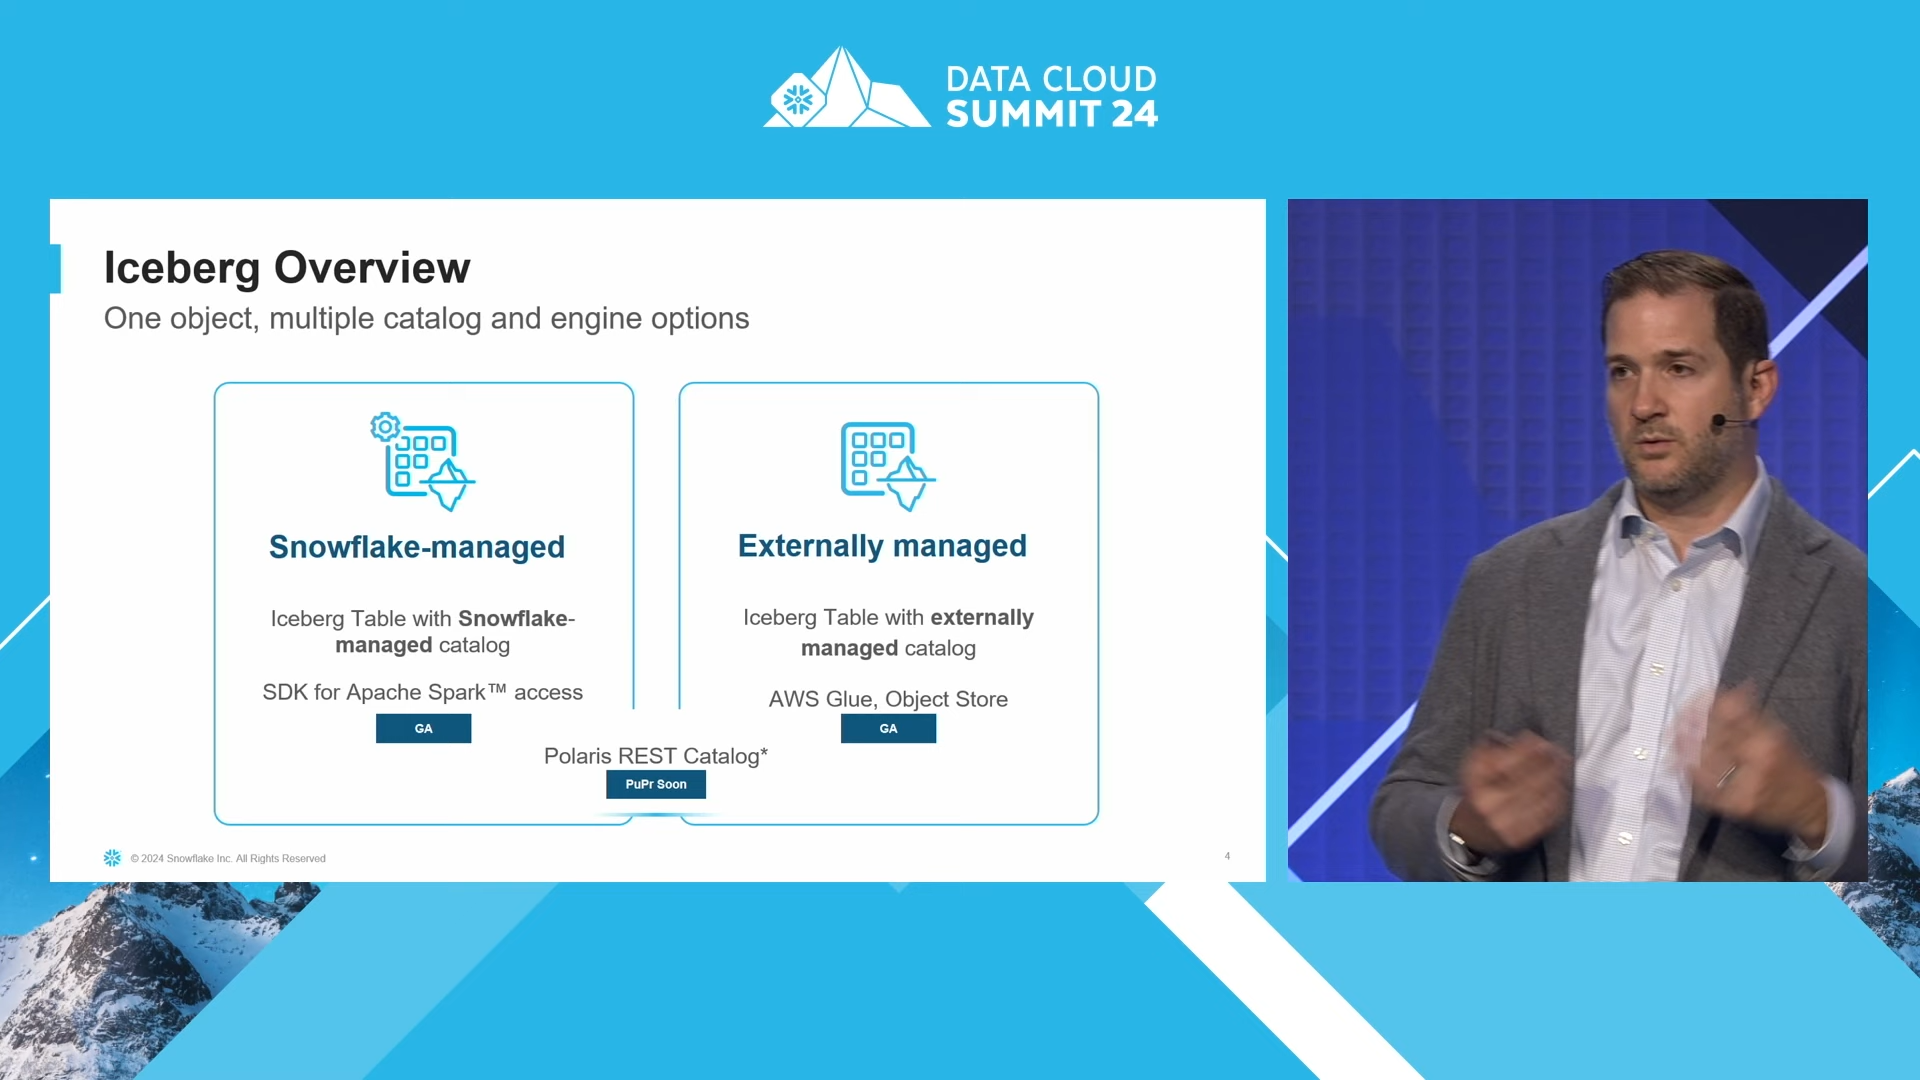 DATA CLOUD
SUMMIT 24
Iceberg Overview
One object, multiple catalog and engine options
Snowflake-managed
Iceberg Table with Snowflake-
managed catalog
SDK for Apache Spark™ access
GA
Externally managed
Iceberg Table with externally
managed catalog
AWS Glue, Object Store
GA
Polaris REST Catalog*
PuPr Soon
© 2024 Snowflake Inc. All Rights Reserved
4